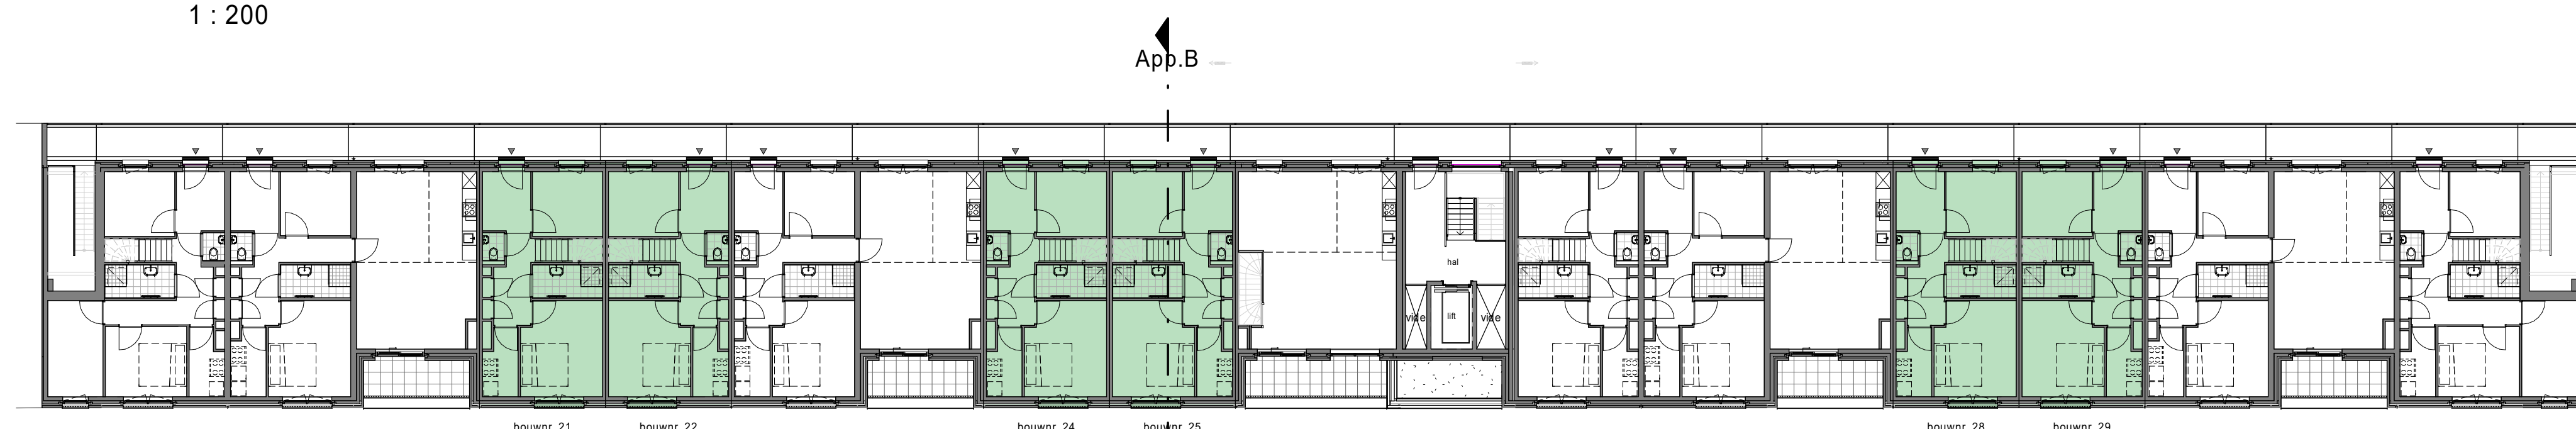 1 : 200
App.B
hal
vide
lift
vide
bouwnr. 21
bouwnr. 22
bouwnr. 24
bouwnr. 25
bouwnr. 28
bouwnr. 29